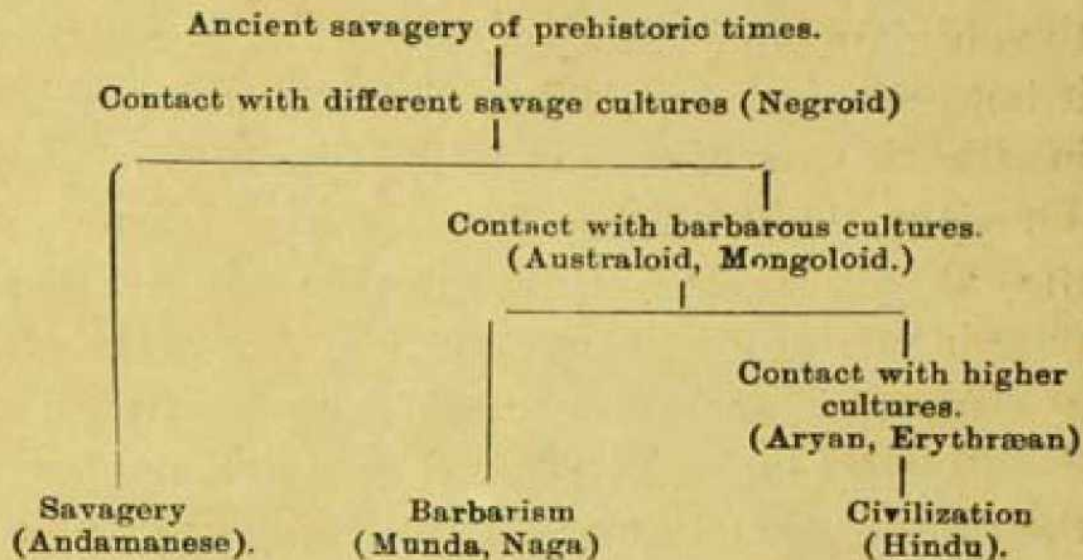 Ancient savagery of prehistoric times.
Contact with different savage cultures (Negroid)
Contact with barbarous cultures.
(Australoid, Mongoloid.)
Contact with higher
cultures.
(Aryan, Erythræan)
Savagery
(Andamanese).
Barbarism
(Munda, Naga)
Civilization
(Hindu).